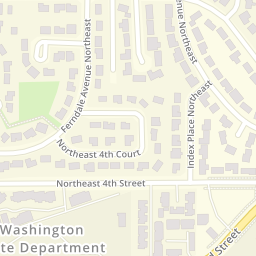 Ferndale Avenue Northeast
Avenue Northeast
Index Place Northeast
Northeast 4th Court
Northeast 4th Street
Washington
te Department
Street